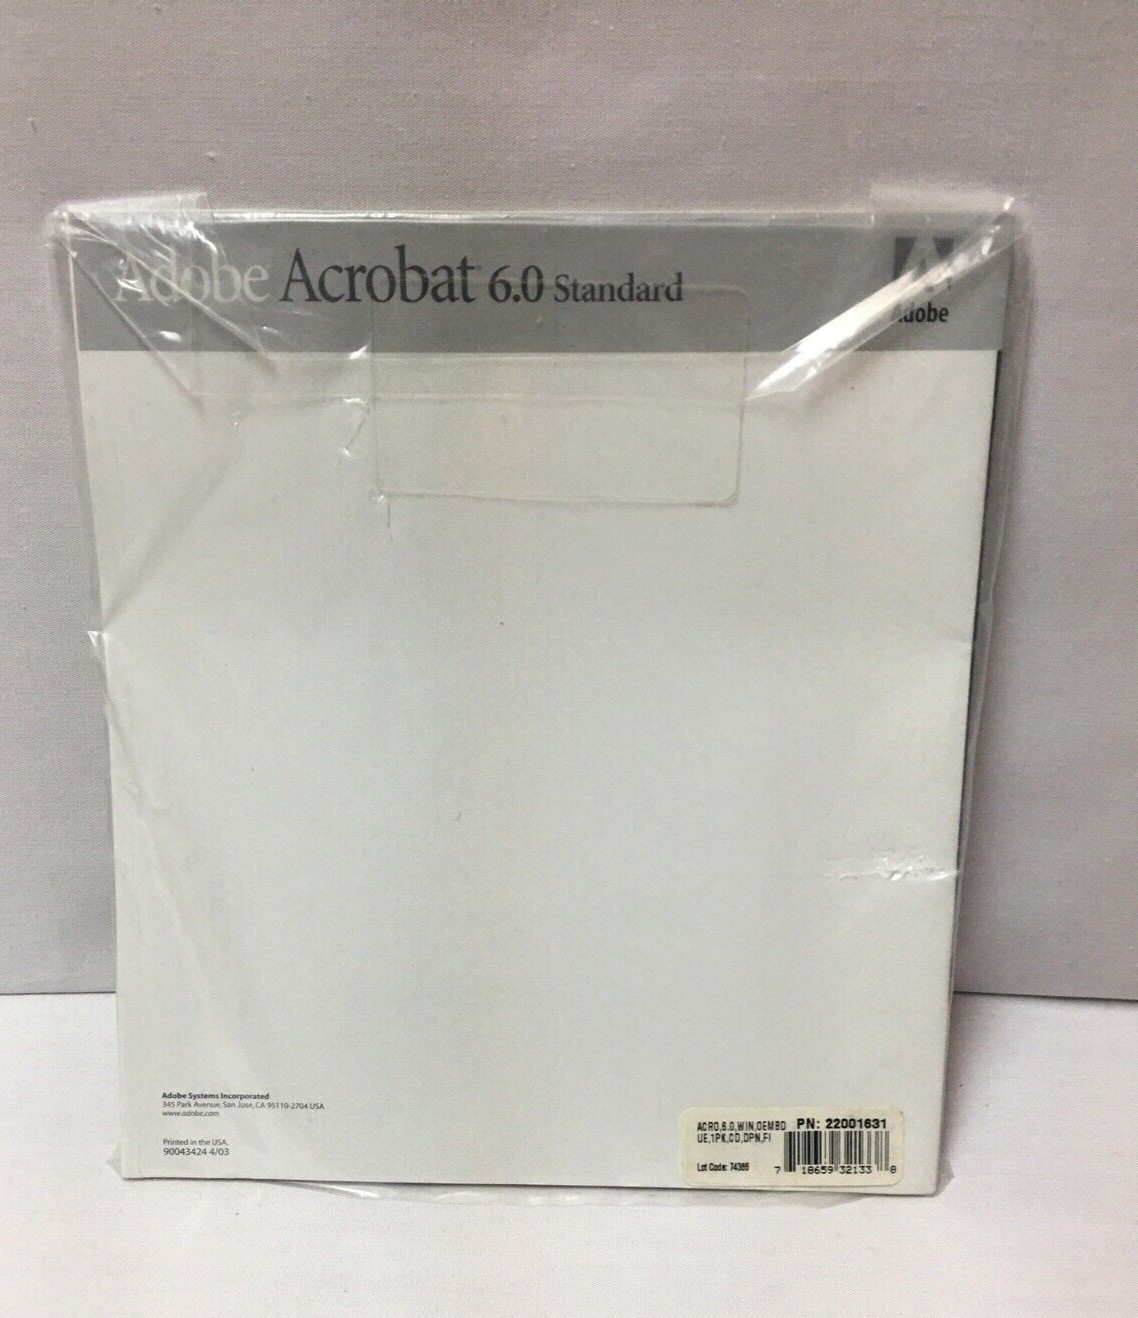 Adobe Acrobat 6.0 Standard
Adobe
Adobe Systems Incorporated
345 Park Avenue, San Jose, CA 95110-2704 USA
www.adobe.com
Printed in the USA.
90043424 4/03
ACRO,6.0,WIN,OEMBD PN: 22001631
UE,1PK,CD,DPN,FI
Lot Code: 74366
7 18659 32133 8